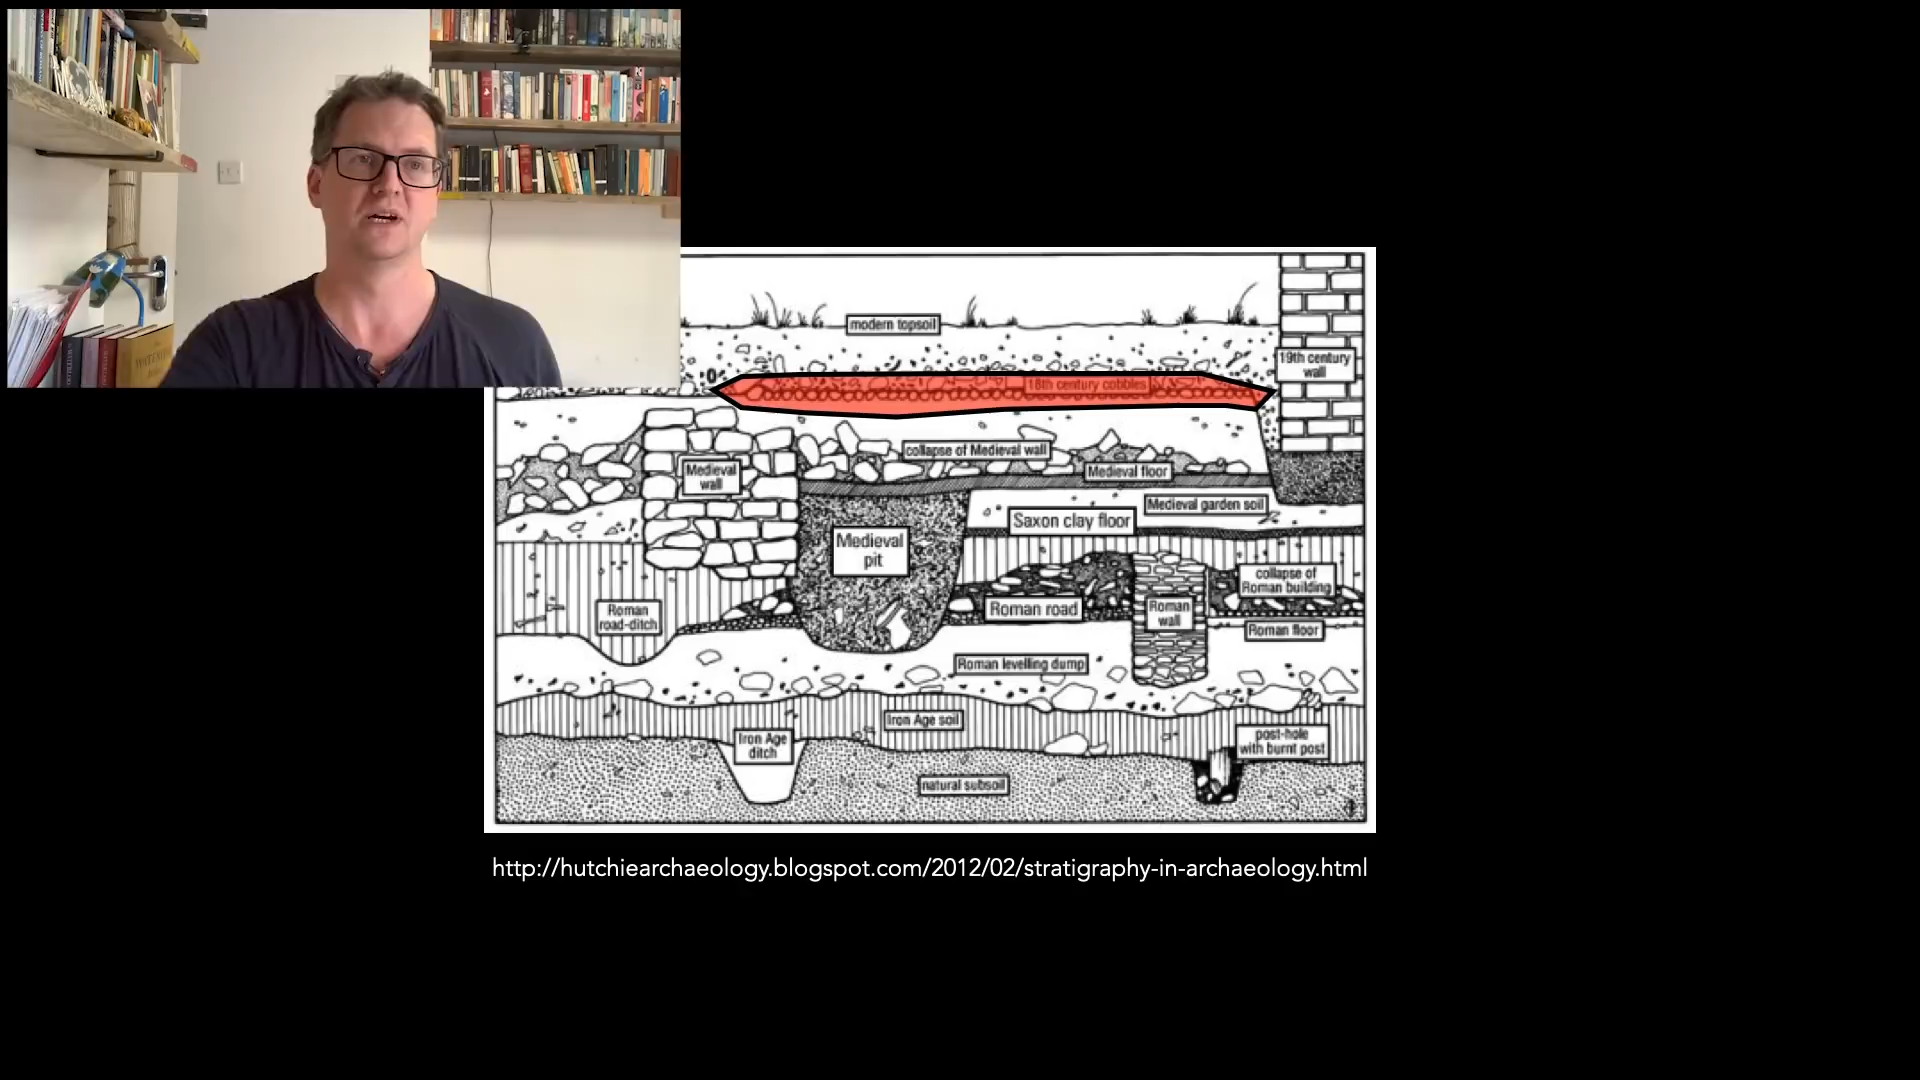 modern topsoil
19th century
wall
18th century cobbles
collapse of Medieval wall
Medieval
wall
Medieval floor
Medieval garden soil
Saxon clay floor
Medieval
pit
collapse of
Roman building
Roman
road-ditch
Roman road
Roman
wall
Roman floor
Roman levelling dump
Iron Age soil
Iron Age
ditch
post-hole
with burnt post
natural subsoil
http://hutchiearchaeology.blogspot.com/2012/02/stratigraphy-in-archaeology.html